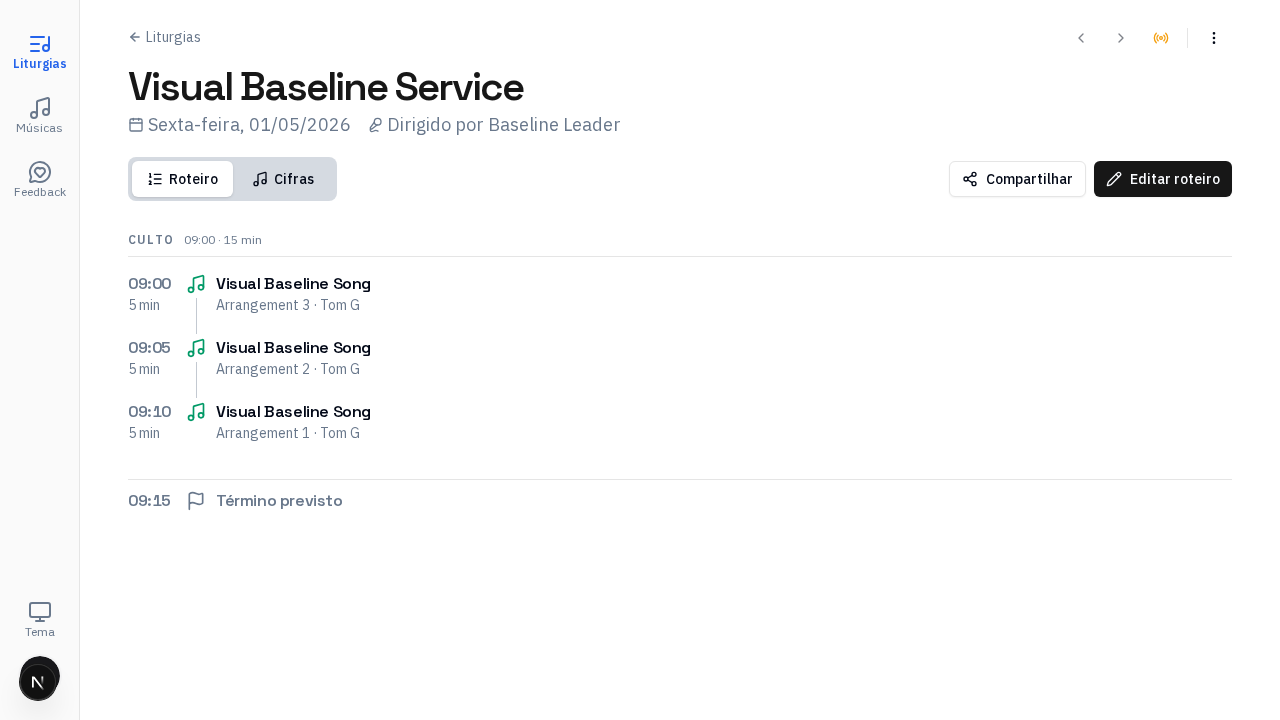 Liturgias
Músicas
Feedback
Tema
N
Liturgias
Visual Baseline Service
Sexta-feira, 01/05/2026 Dirigido por Baseline Leader
Roteiro Cifras
Compartilhar Editar roteiro
CULTO 09:00 · 15 min
09:00 Visual Baseline Song
5 min Arrangement 3 · Tom G
09:05 Visual Baseline Song
5 min Arrangement 2 · Tom G
09:10 Visual Baseline Song
5 min Arrangement 1 · Tom G
09:15 Término previsto